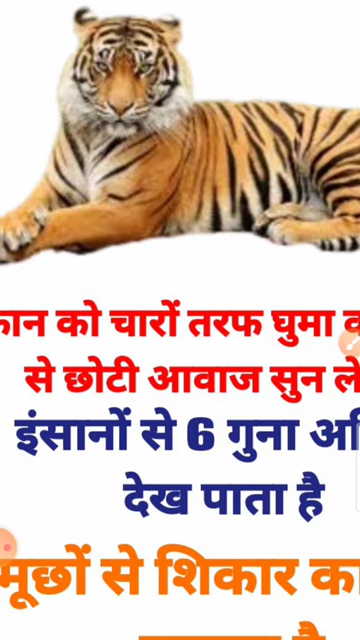 कान को चारों तरफ घुमा
से छोटी आवाज सुन ले
इंसानों से 6 गुना
देख पाता है
मूछों से शिकार का